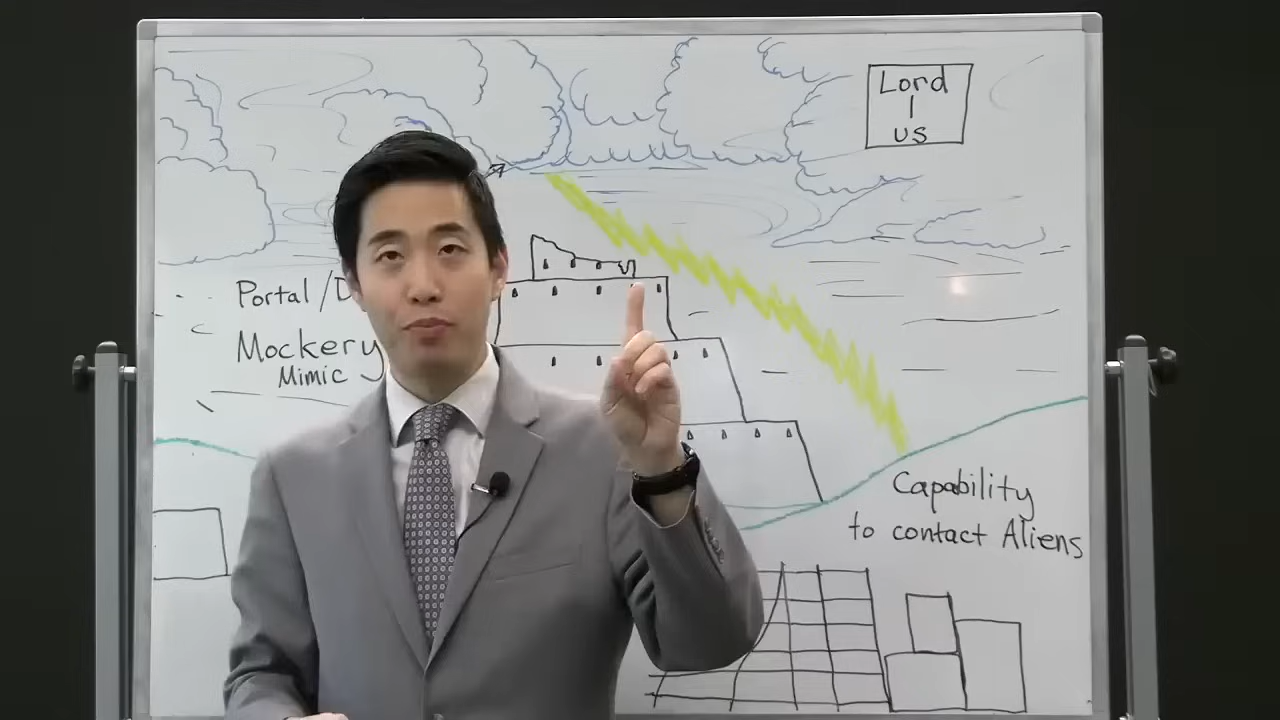 Lord
us
Portal / D
Mockery
Mimic
Capability
to contact Aliens